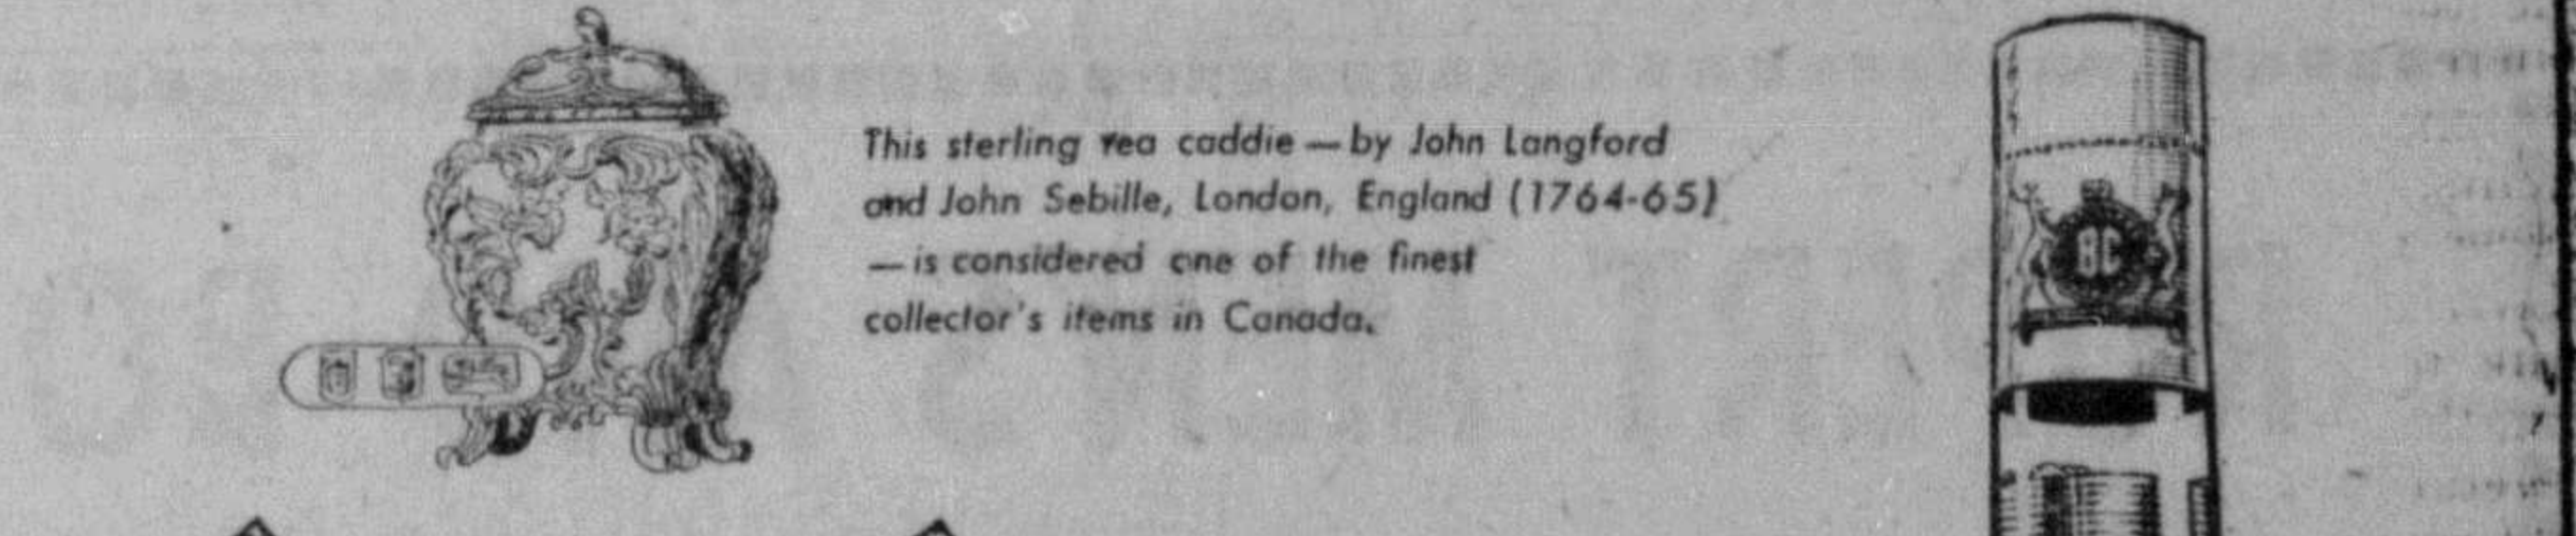 This sterling tea caddie — by John Langford
and John Sebille, London, England (1764-65)
— is considered one of the finest
collector's items in Canada.
BC